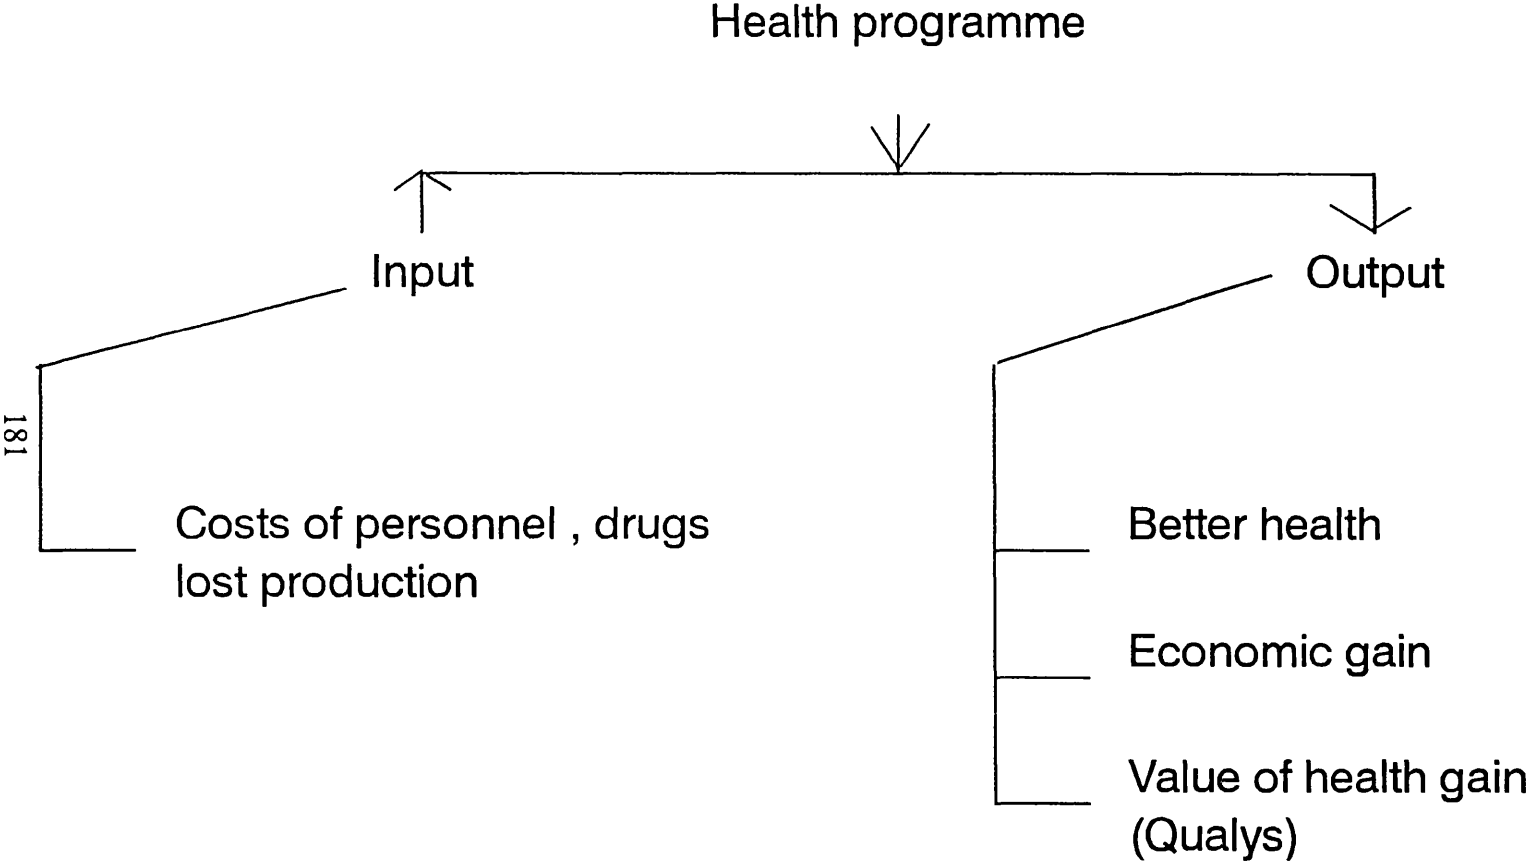 Health programme
Input
Output
181
Costs of personnel , drugs
lost production
Better health
Economic gain
Value of health gain
(Qualys)